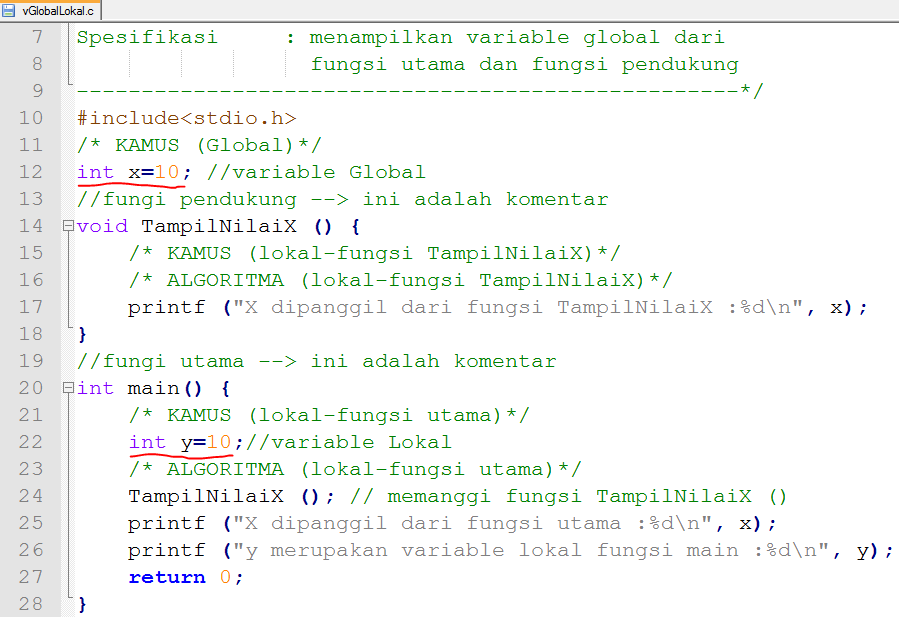 vGlobalLokal.c
7 Spesifikasi : menampilkan variable global dari
8 fungsi utama dan fungsi pendukung
9 ---------------------------------------------------*/
10 #include<stdio.h>
11 /* KAMUS (Global)*/
12 int x=10; //variable Global
13 //fungi pendukung --> ini adalah komentar
14 void TampilNilaiX () {
15 /* KAMUS (lokal-fungsi TampilNilaiX)*/
16 /* ALGORITMA (lokal-fungsi TampilNilaiX)*/
17 printf ("X dipanggil dari fungsi TampilNilaiX :%d\n", x);
18 }
19 //fungi utama --> ini adalah komentar
20 int main() {
21 /* KAMUS (lokal-fungsi utama)*/
22 int y=10;//variable Lokal
23 /* ALGORITMA (lokal-fungsi utama)*/
24 TampilNilaiX (); // memanggi fungsi TampilNilaiX ()
25 printf ("X dipanggil dari fungsi utama :%d\n", x);
26 printf ("y merupakan variable lokal fungsi main :%d\n", y);
27 return 0;
28 }